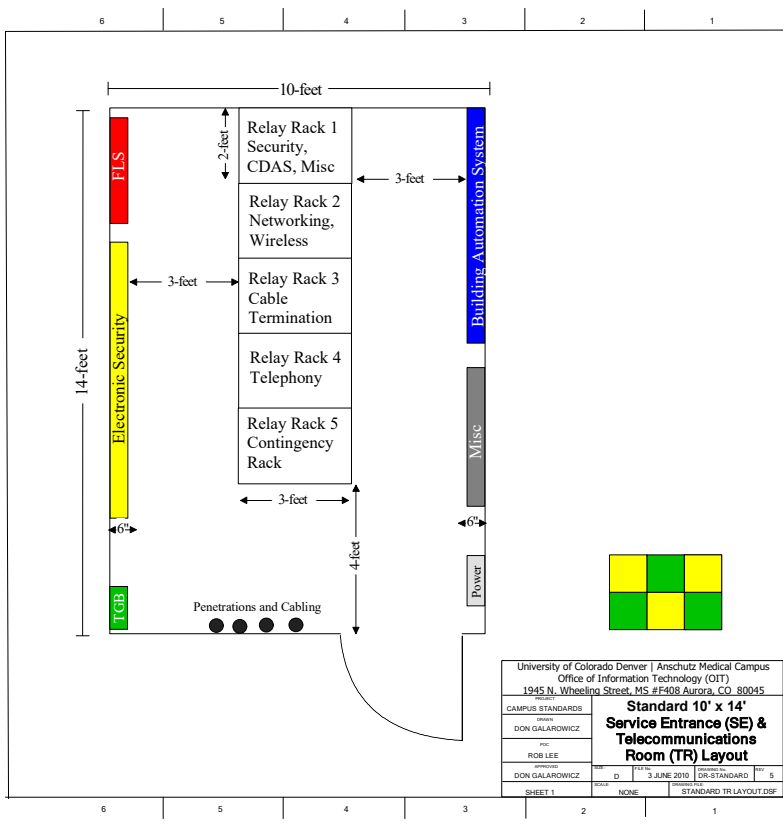 6 5 4 3 2 1
10-feet
FLS
2-feet
Relay Rack 1
Security,
CDAS, Misc
3-feet
Building Automation System
Relay Rack 2
Networking,
Wireless
3-feet
Relay Rack 3
Cable
Termination
14-feet
Electronic Security
Relay Rack 4
Telephony
Relay Rack 5
Contingency
Rack
Misc
3-feet
6"
6"
4-feet
TGB
Penetrations and Cabling
Power
University of Colorado Denver | Anschutz Medical Campus
Office of Information Technology (OIT)
1945 N. Wheeling Street, MS #F408 Aurora, CO 80045
PROJECT
CAMPUS STANDARDS
DRAWN
DON GALAROWICZ
POC
ROB LEE
APPROVED
DON GALAROWICZ
SHEET 1
Standard 10' x 14'
Service Entrance (SE) &
Telecommunications
Room (TR) Layout
SIZE: D
FILE No. 3 JUNE 2010
DRAWING No. DR-STANDARD
REV 5
SCALE: NONE
DRAWING FILE: STANDARD TR LAYOUT.DSF
6 5 4 3 2 1